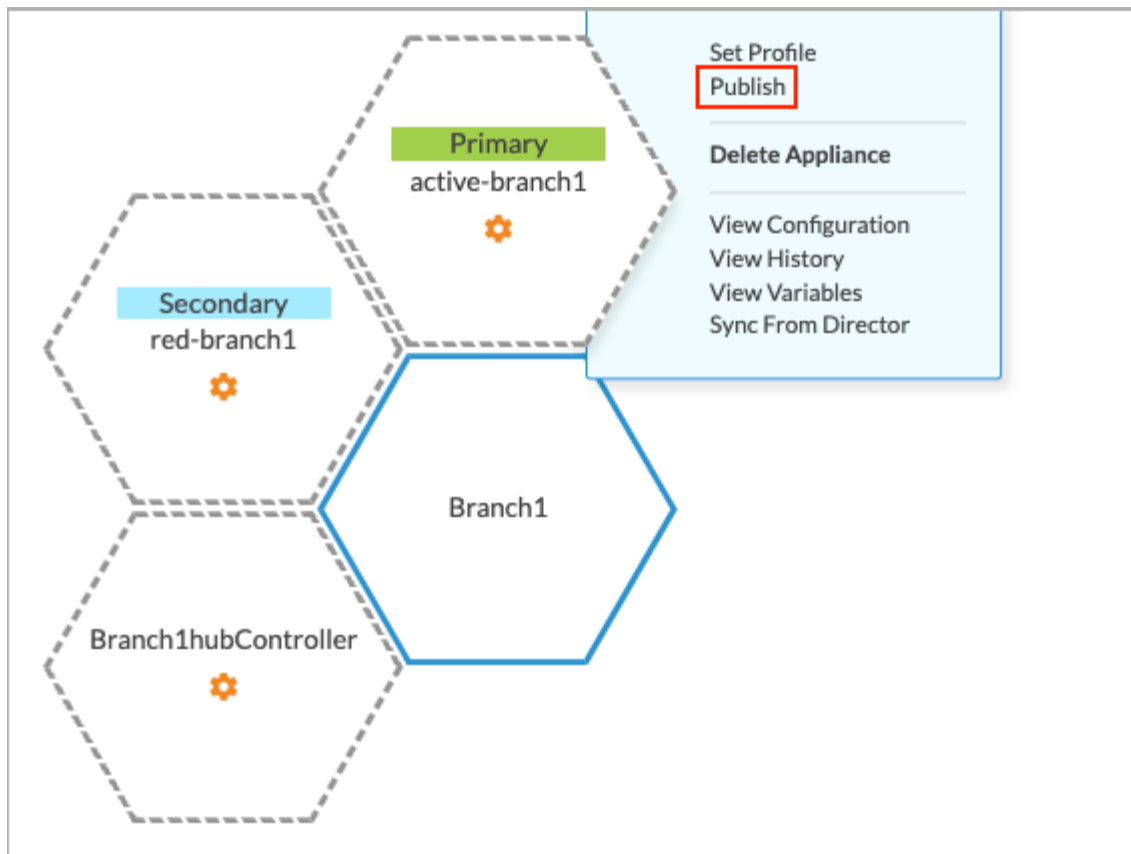 Set Profile
Publish
Delete Appliance
View Configuration
View History
View Variables
Sync From Director
Primary
active-branch1
Secondary
red-branch1
Branch1
Branch1hubController